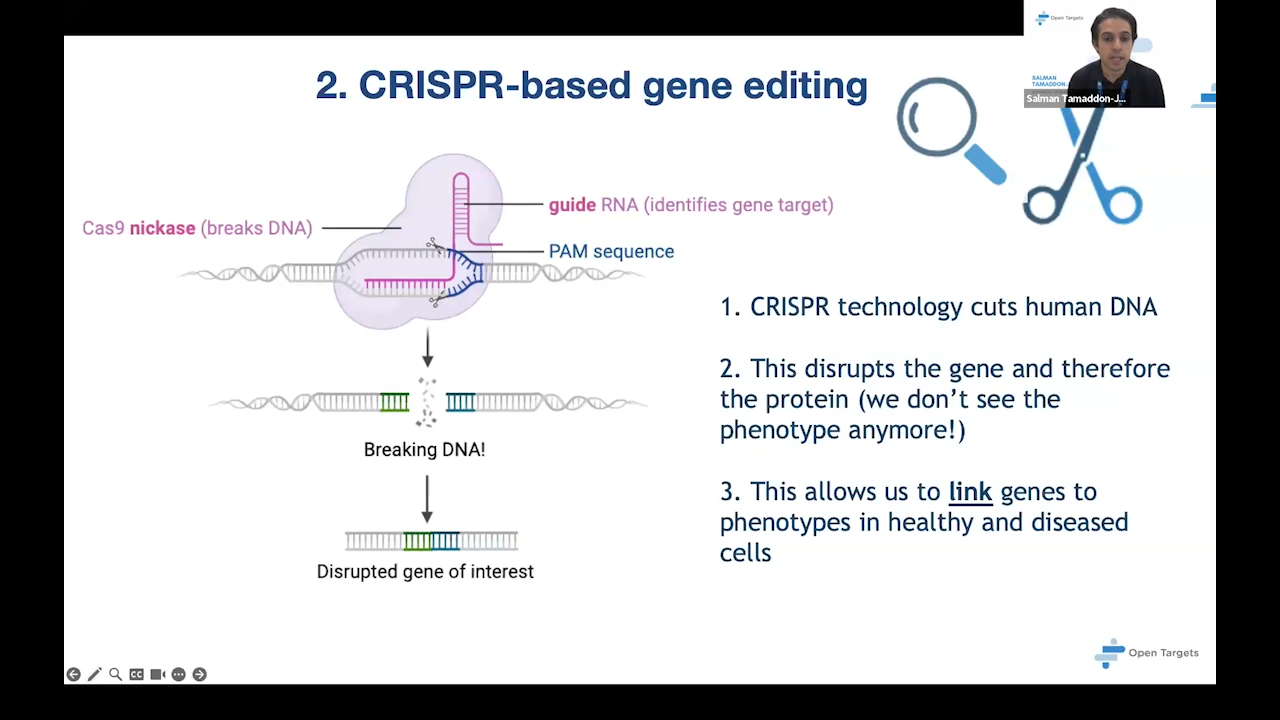 2. CRISPR-based gene editing
Open Targets
SALMAN
TAMADDON
Salman Tamaddon-J...
Cas9 nickase (breaks DNA)
guide RNA (identifies gene target)
PAM sequence
Breaking DNA!
Disrupted gene of interest
1. CRISPR technology cuts human DNA
2. This disrupts the gene and therefore
the protein (we don’t see the
phenotype anymore!)
3. This allows us to link genes to
phenotypes in healthy and diseased
cells
CC
Open Targets